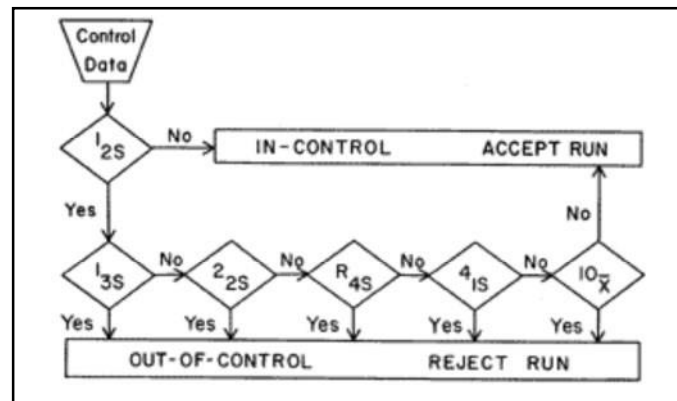 Control
Data
1 2S
No
IN-CONTROL ACCEPT RUN
Yes
No
1 3S
No
2 2S
No
R 4S
No
4 1S
No
10 x̅
Yes
Yes
Yes
Yes
Yes
OUT-OF-CONTROL REJECT RUN